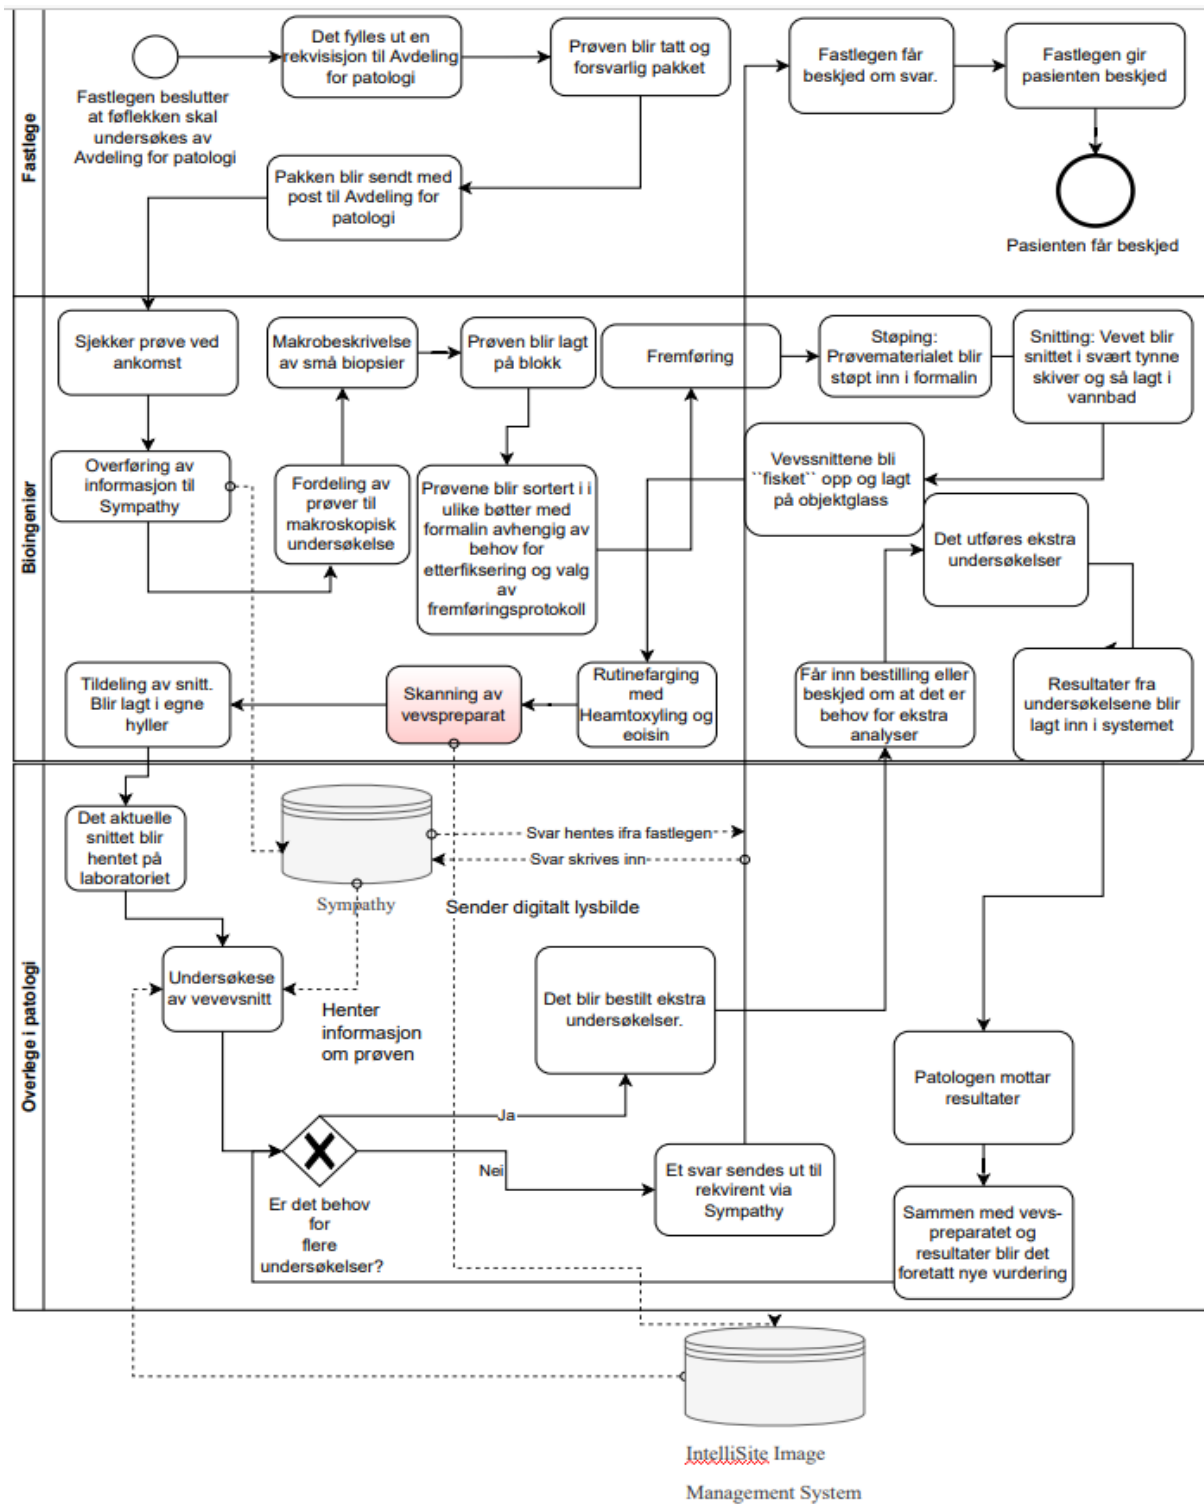 Fastlege
Fastlegen beslutter
at føflekken skal
undersøkes av
Avdeling for patologi
Det fylles ut en
rekvisisjon til Avdeling
for patologi
Prøven blir tatt og
forsvarlig pakket
Pakken blir sendt med
post til Avdeling for
patologi
Fastlegen får
beskjed om svar.
Fastlegen gir
pasienten beskjed
Pasienten får beskjed
Bioingeniør
Sjekker prøve ved
ankomst
Overføring av
informasjon til
Sympathy
Fordeling av
prøver til
makroskopisk
undersøkelse
Makrobeskrivelse
av små biopsier
Prøven blir lagt
på blokk
Prøvene blir sortert i i
ulike bøtter med
formalin avhengig av
behov for
etterfiksering og valg
av
fremføringsprotokoll
Fremføring
Støping:
Prøvematerialet blir
støpt inn i formalin
Snitting: Vevet blir
snittet i svært tynne
skiver og så lagt i
vannbad
Vevssnittene bli
``fisket`` opp og lagt
på objektglass
Rutinefarging
med
Heamtoxyling og
eoisin
Skanning av
vevspreparat
Tildeling av snitt.
Blir lagt i egne
hyller
Får inn bestilling eller
beskjed om at det er
behov for ekstra
analyser
Det utføres ekstra
undersøkelser
Resultater fra
undersøkelsene blir
lagt inn i systemet
Overlege i patologi
Det aktuelle
snittet blir
hentet på
laboratoriet
Undersøkese
av vevevsnitt
Sympathy
Svar hentes ifra fastlegen
Svar skrives inn
Sender digitalt lysbilde
Henter
informasjon
om prøven
Er det behov
for
flere
undersøkelser?
Ja
Nei
Det blir bestilt ekstra
undersøkelser.
Et svar sendes ut til
rekvirent via
Sympathy
Patologen mottar
resultater
Sammen med vevs-
preparatet og
resultater blir det
foretatt nye vurdering
IntelliSite Image
Management System